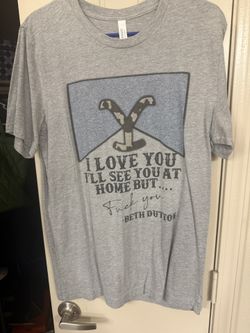 I LOVE YOU
I'LL SEE YOU AT
HOME BUT....
Fuck you
-BETH DUTTON